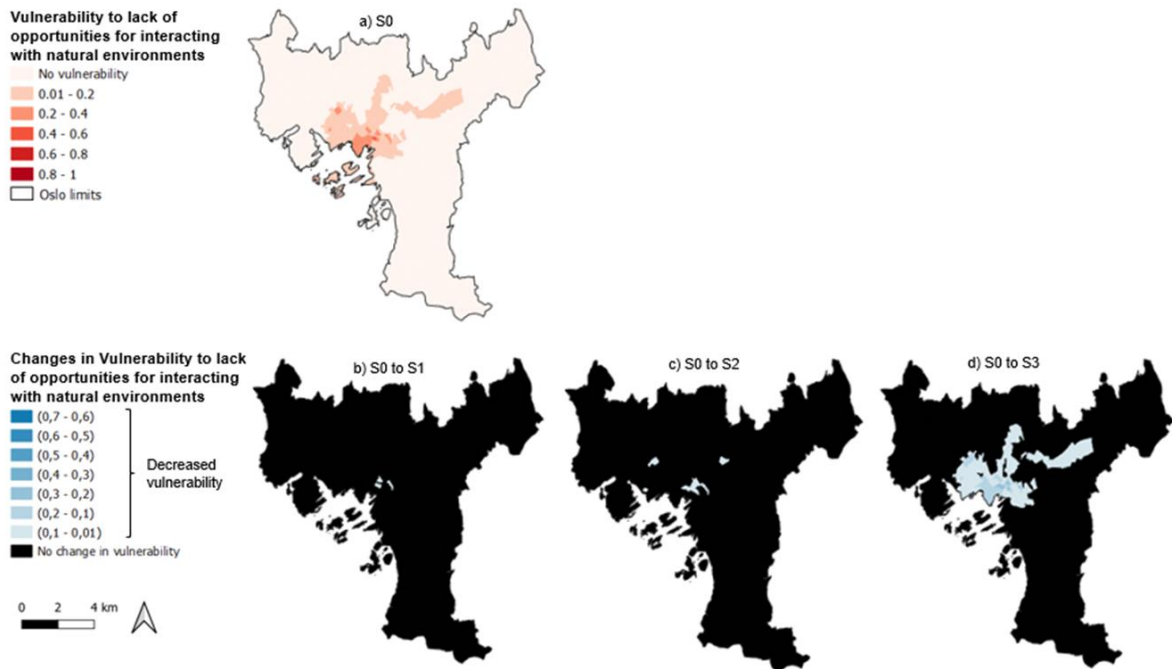 Vulnerability to lack of
opportunities for interacting
with natural environments
No vulnerability
0.01 - 0.2
0.2 - 0.4
0.4 - 0.6
0.6 - 0.8
0.8 - 1
Oslo limits
a) S0
Changes in Vulnerability to lack
of opportunities for interacting
with natural environments
(0,7 - 0,6)
(0,6 - 0,5)
(0,5 - 0,4)
(0,4 - 0,3)
(0,3 - 0,2)
(0,2 - 0,1)
(0,1 - 0,01)
No change in vulnerability
Decreased
vulnerability
b) S0 to S1
c) S0 to S2
d) S0 to S3
0 2 4 km